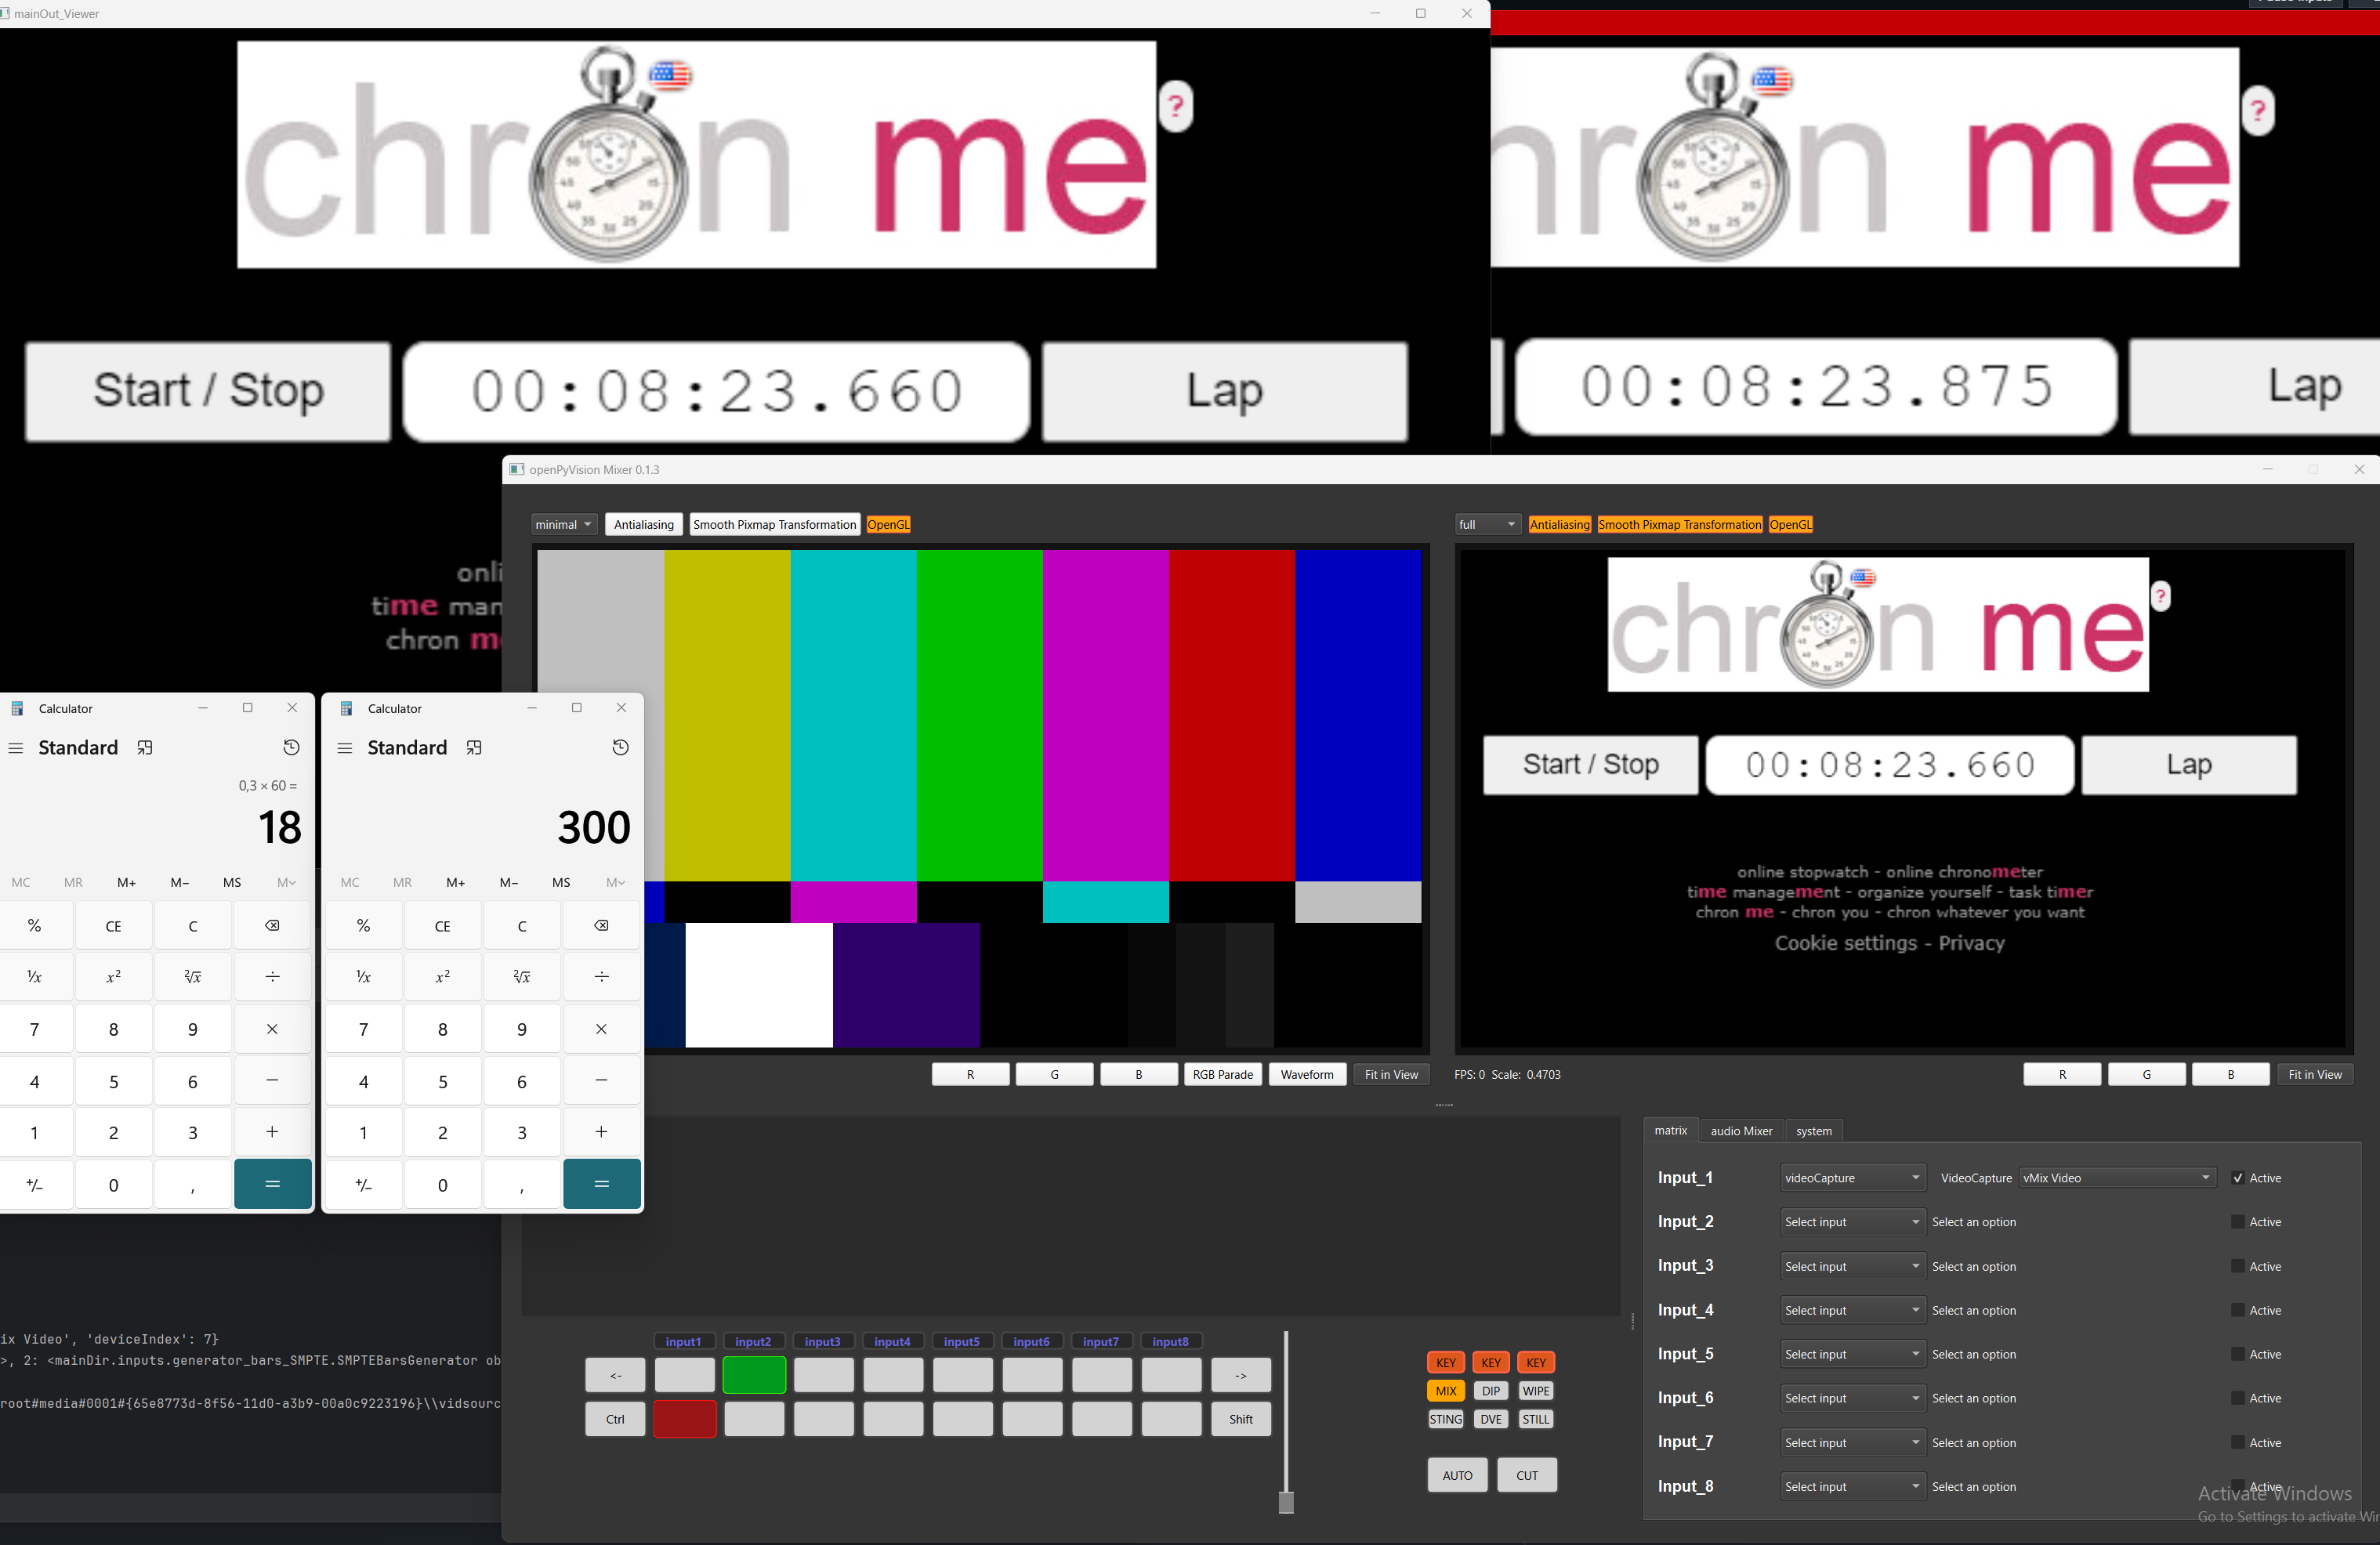 mainOut_Viewer
chron me
?
Start / Stop
00:08:23.660
Lap
hron me
?
00:08:23.875
Lap
onli
time man
chron m
openPyVision Mixer 0.1.3
minimal
Antialiasing
Smooth Pixmap Transformation
OpenGL
full
Antialiasing
Smooth Pixmap Transformation
OpenGL
chron me
?
Start / Stop
00:08:23.660
Lap
online stopwatch - online chronometer
time management - organize yourself - task timer
chron me - chron you - chron whatever you want
Cookie settings - Privacy
R
G
B
RGB Parade
Waveform
Fit in View
FPS: 0 Scale: 0.4703
R
G
B
Fit in View
Calculator
Standard
0,3 × 60 =
18
MC MR M+ M− MS M˅
% CE C
¹⁄x x² ²√x ÷
7 8 9 ×
4 5 6 −
1 2 3 +
+/− 0 , =
Calculator
Standard
300
MC MR M+ M− MS M˅
% CE C
¹⁄x x² ²√x ÷
7 8 9 ×
4 5 6 −
1 2 3 +
+/− 0 , =
ix Video', 'deviceIndex': 7}
>, 2: <mainDir.inputs.generator_bars_SMPTE.SMPTEBarsGenerator ob
root#media#0001#{65e8773d-8f56-11d0-a3b9-00a0c9223196}\\vidsourc
input1 input2 input3 input4 input5 input6 input7 input8
<- ->
Ctrl Shift
KEY KEY KEY
MIX DIP WIPE
STING DVE STILL
AUTO CUT
matrix audio Mixer system
Input_1 videoCapture VideoCapture vMix Video Active
Input_2 Select input Select an option Active
Input_3 Select input Select an option Active
Input_4 Select input Select an option Active
Input_5 Select input Select an option Active
Input_6 Select input Select an option Active
Input_7 Select input Select an option Active
Input_8 Select input Select an option Active
Activate Windows
Go to Settings to activate Wi